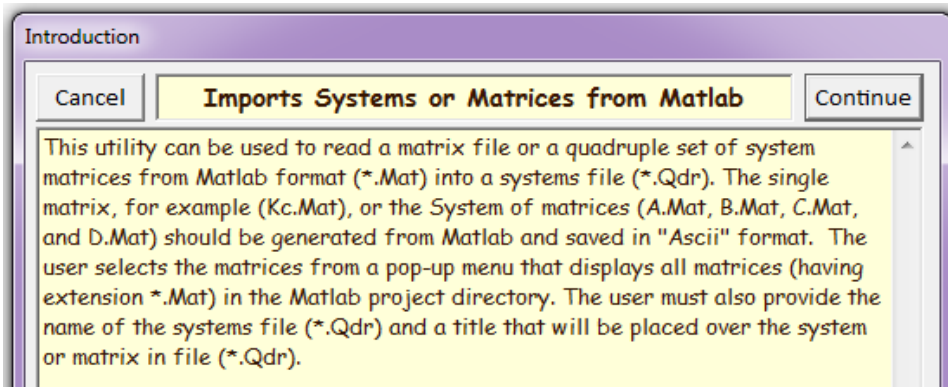 Introduction
Cancel Imports Systems or Matrices from Matlab Continue
This utility can be used to read a matrix file or a quadruple set of system
matrices from Matlab format (*.Mat) into a systems file (*.Qdr). The single
matrix, for example (Kc.Mat), or the System of matrices (A.Mat, B.Mat, C.Mat,
and D.Mat) should be generated from Matlab and saved in "Ascii" format.  The
user selects the matrices from a pop-up menu that displays all matrices (having
extension *.Mat) in the Matlab project directory. The user must also provide the
name of the systems file (*.Qdr) and a title that will be placed over the system
or matrix in file (*.Qdr).